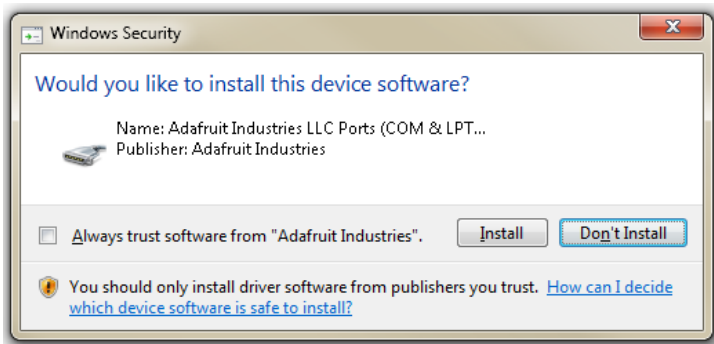 Windows Security
Would you like to install this device software?
Name: Adafruit Industries LLC Ports (COM & LPT...
Publisher: Adafruit Industries
Always trust software from "Adafruit Industries".
Install
Don't Install
You should only install driver software from publishers you trust. How can I decide
which device software is safe to install?